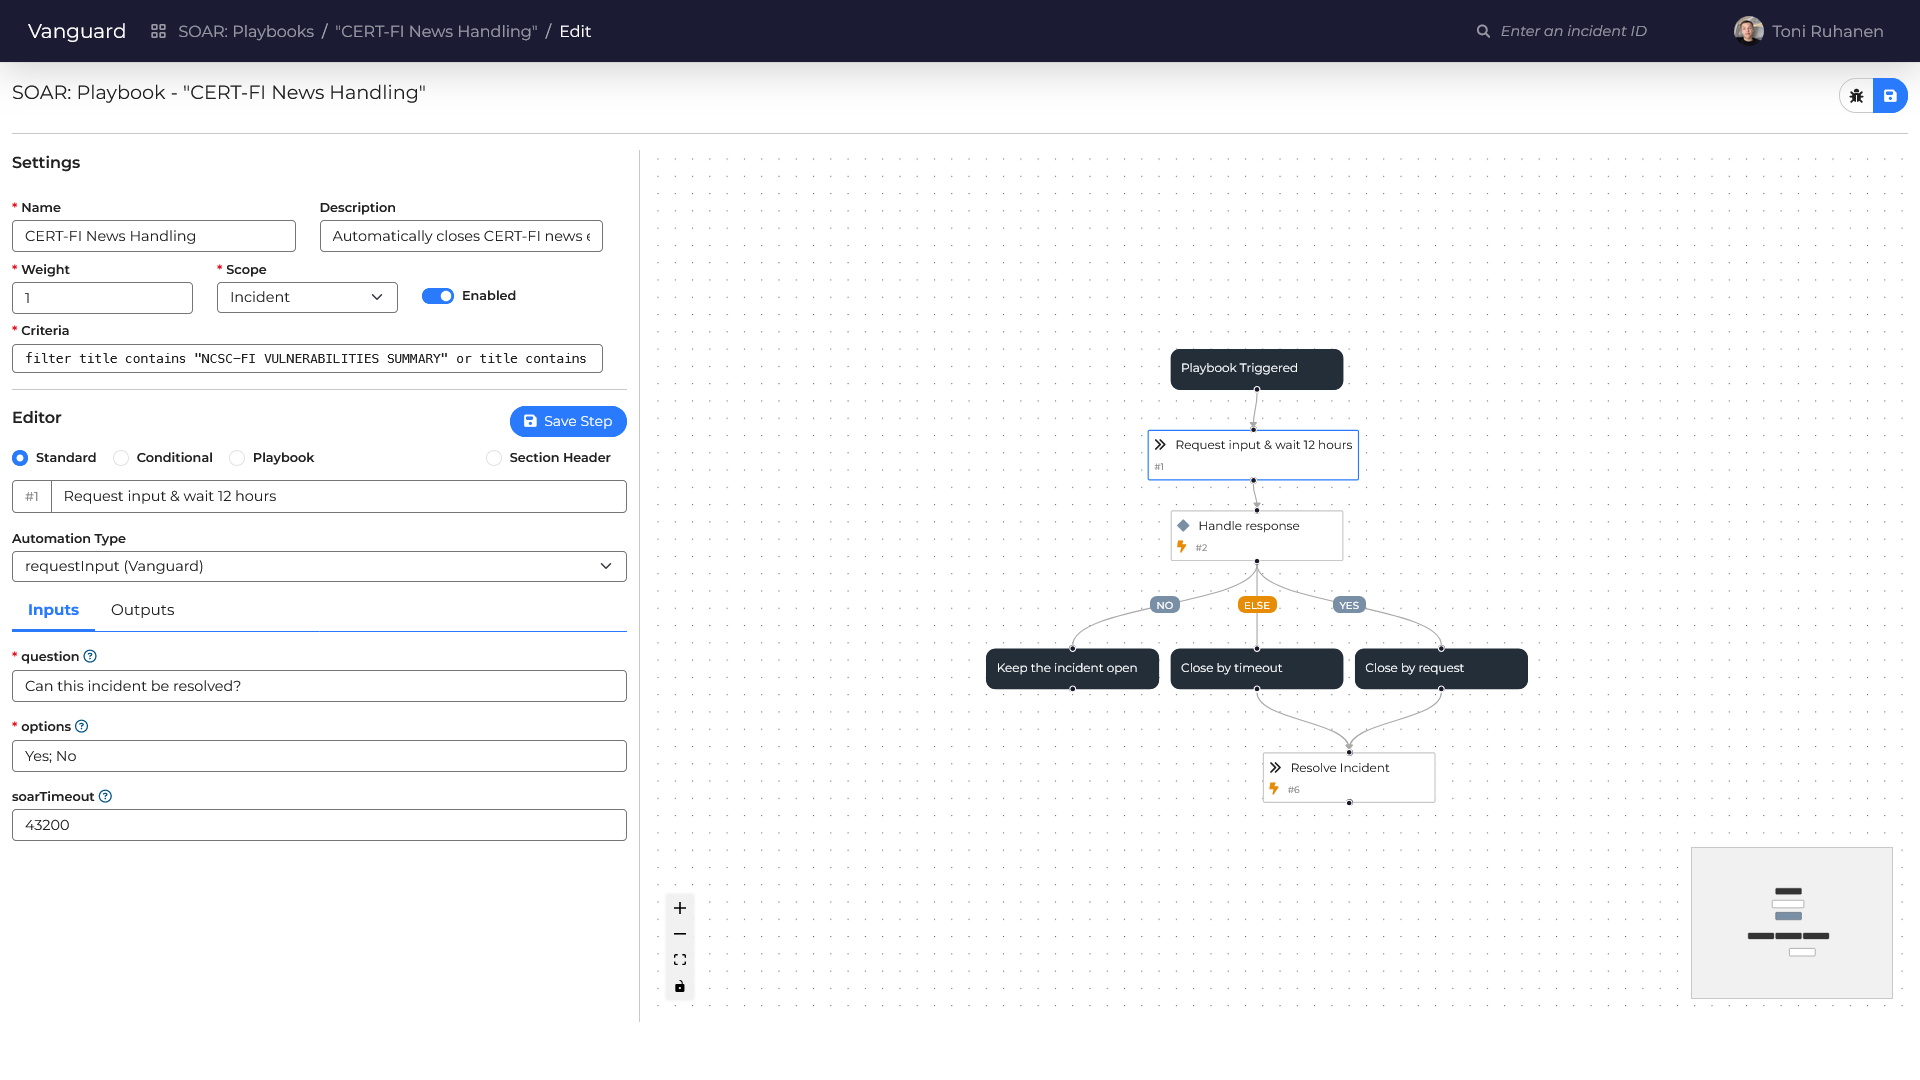 Vanguard
SOAR: Playbooks / "CERT-FI News Handling" / Edit
Enter an incident ID
Toni Ruhanen
SOAR: Playbook - "CERT-FI News Handling"
Settings
* Name
Description
CERT-FI News Handling
Automatically closes CERT-FI news e
* Weight
* Scope
1
Incident
Enabled
* Criteria
filter title contains "NCSC-FI VULNERABILITIES SUMMARY" or title contains
Editor
Save Step
Standard
Conditional
Playbook
Section Header
#1
Request input & wait 12 hours
Automation Type
requestInput (Vanguard)
Inputs
Outputs
* question
Can this incident be resolved?
* options
Yes; No
soarTimeout
43200
Playbook Triggered
Request input & wait 12 hours
#1
Handle response
#2
NO
ELSE
YES
Keep the incident open
Close by timeout
Close by request
Resolve Incident
#6